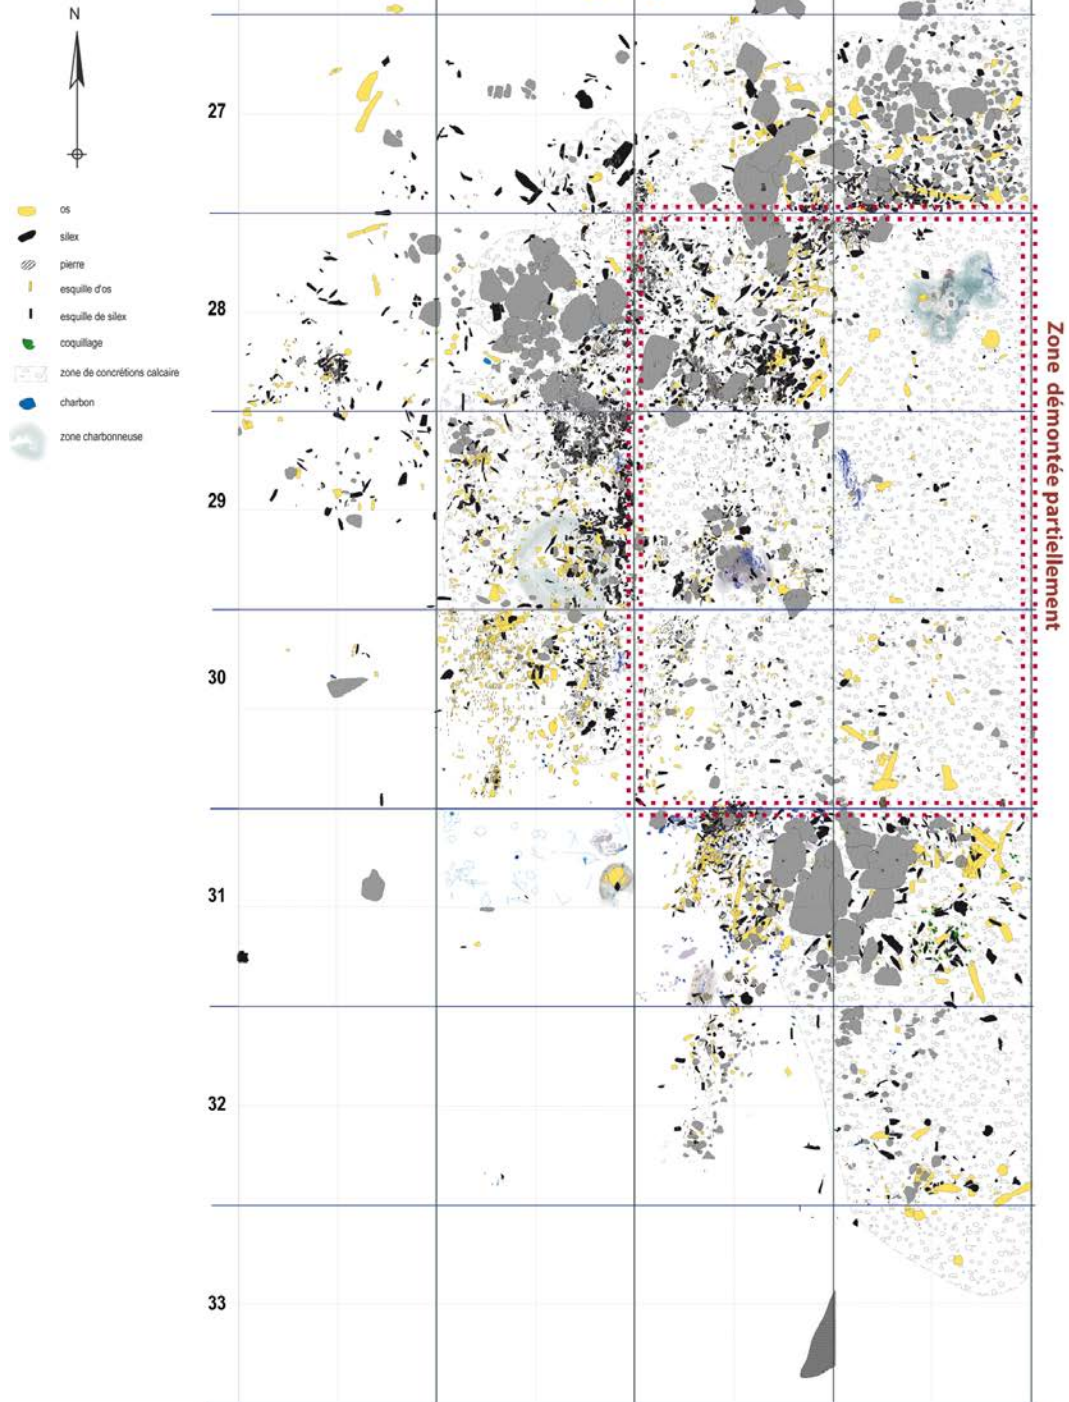 N
27
28
29
30
31
32
33
os
silex
pierre
esquille d'os
esquille de silex
coquillage
zone de concrétions calcaire
charbon
zone charbonneuse
Zone démontée partiellement